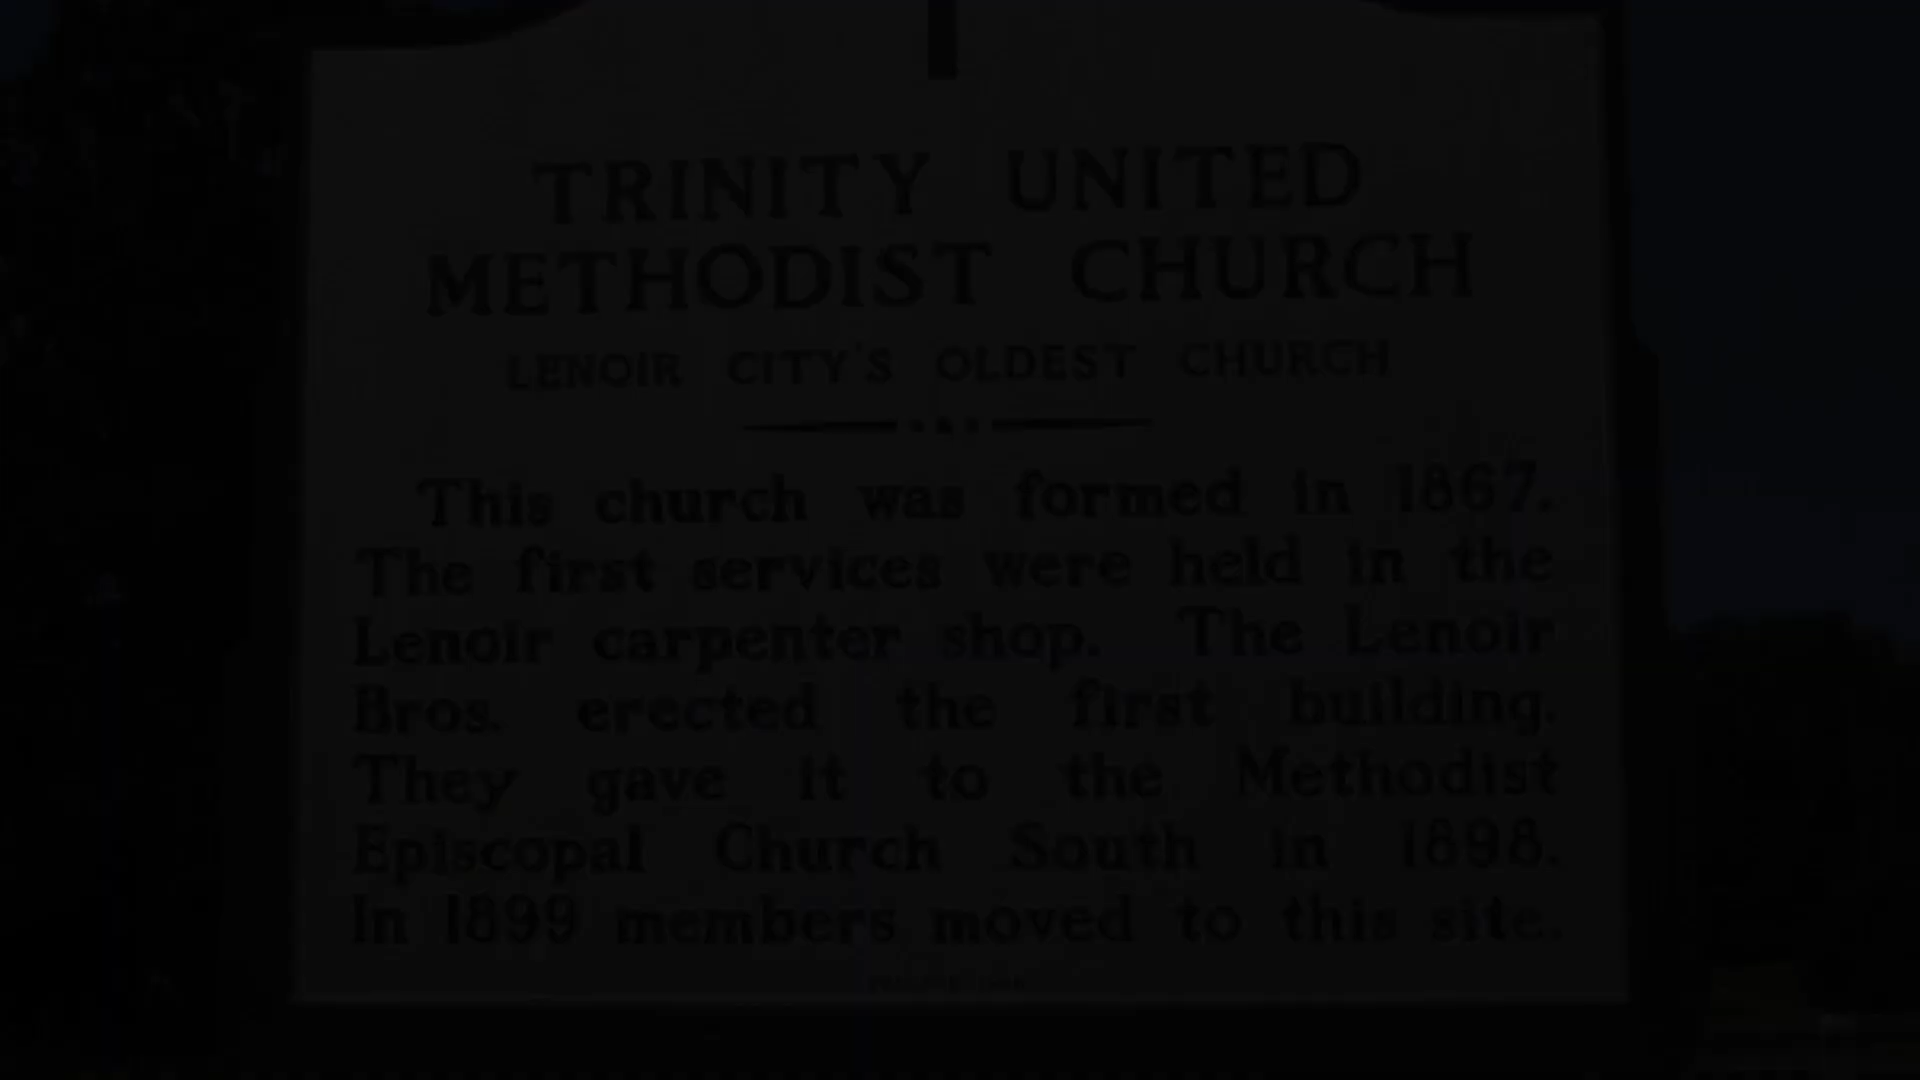 TRINITY UNITED
METHODIST CHURCH
LENOIR CITY'S OLDEST CHURCH
This church was formed in 1867.
The first services were held in the
Lenoir carpenter shop. The Lenoir
Bros. erected the first building.
They gave it to the Methodist
Episcopal Church South in 1898.
In 1899 members moved to this site.